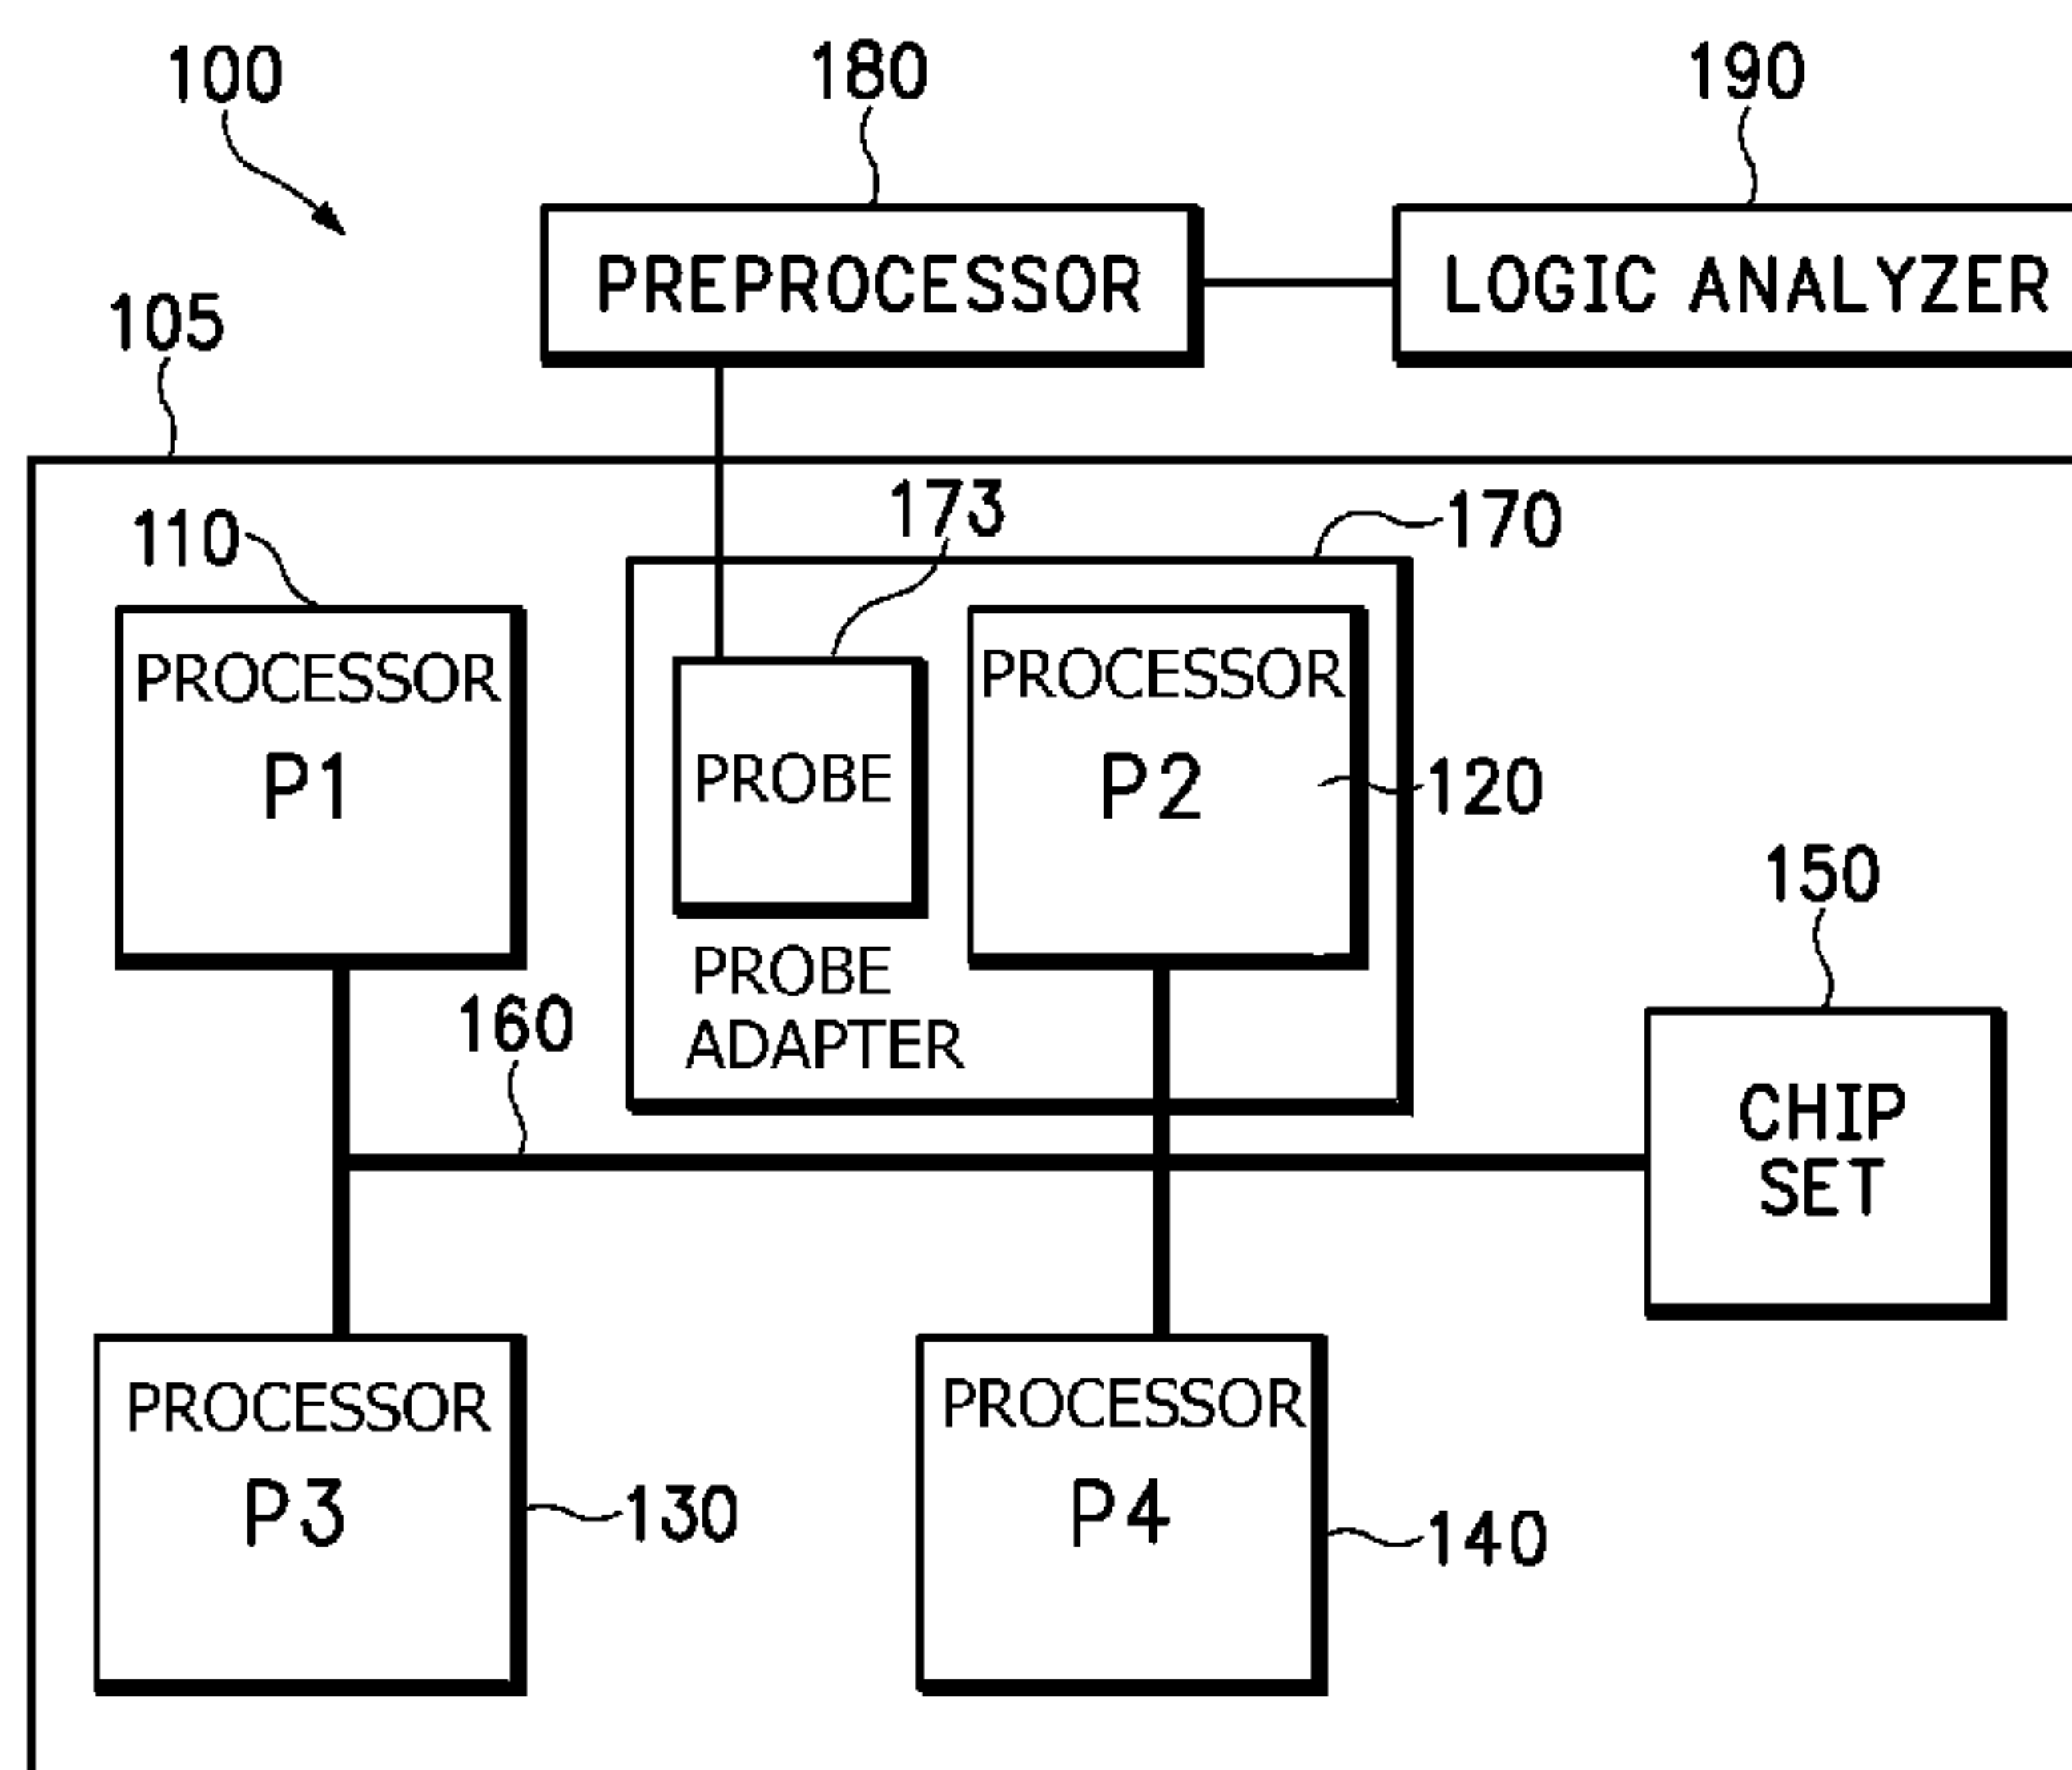 100
180
190
PREPROCESSOR
LOGIC ANALYZER
105
173
170
110
PROCESSOR
P1
PROBE
PROCESSOR
P2
120
150
PROBE
ADAPTER
160
CHIP
SET
PROCESSOR
P3
130
PROCESSOR
P4
140